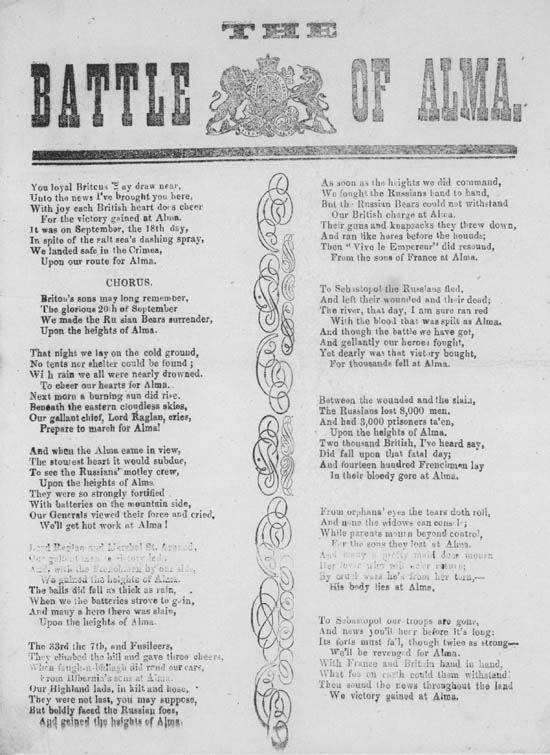 THE
BATTLE OF ALMA.
You loyal Britons pray draw near,
Unto the news I've brought you here,
With joy each British heart does cheer
For the victory gained at Alma.
It was on September, the 18th day,
In spite of the ralt sea's dashing spray,
We landed safe in the Crimea,
Upon our route for Alma.
CHORUS.
Briton's sons may long remember,
The glorious 20th of September
We made the Ru sian Bears surrender,
Upon the heights of Alma.
That night we lay on the cold ground,
No tents nor shelter could be found;
Wi h rain we all were nearly drowned.
To cheer our hearts for Alma.
Next morn a burning sun did rise.
Beneath the eastern cloudless skies,
Our gallant chief, Lord Raglan, cries,
Prepare to march for Alma!
And when the Alma came in view,
The stoutest heart it would subdue,
To see the Russians' motley crew,
Upon the heights of Alma
They were so strongly fortified
With batteries on the mountain side,
Our Generals viewed their force and cried,
We'll get hot work at Alma!
Lord Raglan and Marshal St. Arnaud,
Our gallant
And, with the Frenchmen by our side,
We gained the heights of Alma.
The balls did fall as thick as rain,
When we the batteries strove to gain,
And many a hero there was slain,
Upon the heights of Alma.
The 33rd the 7th, and Fusileers,
They climbed the hill and gave three cheers,
When faugh-a-ballagh did rend our ears,
From Hibernia's sons at Alma.
Our Highland lads, in kilt and hose,
They were not last, you may suppose,
But boldly faced the Russian foes,
And gained the heights of Alma.
As soon as the heights we did command,
We fought the Russians hand to hand,
But the Russian Bears could not withstand
Our British charge at Alma.
Their guns and knapsacks they threw down,
And ran like hares before the hounds;
Then "Vive le Empereur" did resound,
From the sons of France at Alma.
To Sebastopol the Russians fled,
And left their wounded and their dead;
The river, that day, I am sure ran red
With the blood that was spilt as Alma.
And though the battle we have got,
And gellantly our heroes fought,
Yet dearly was that victory bought,
For thousands fell at Alma.
Between the wounded and the slain,
The Russians lost 8,000 men,
And had 3,000 prisoners ta'en,
Upon the heights of Alma.
Two thousand British, I've heard say,
Did fall upon that fatal day;
And fourteen hundred Frenchmen lay
In their bloody gore at Alma.
From orphans' eyes the tears doth roll,
And none the widows can console;
While parents mourn beyond control,
For the sons they lost at Alma.
And many a pretty maid does mourn
Her lover who will ne'er return;
By cruel wars he's from her torn,—
His body lies at Alma,
To Sebastopol our troops are gone,
And news you'll hear before it's long;
Its forts must fall, though twice as strong—
We'll be revenged for Alma.
With France and Britain hand in hand,
What foe on earth could them withstand?
Then sound the news throughout the land
We victory gained at Alma.